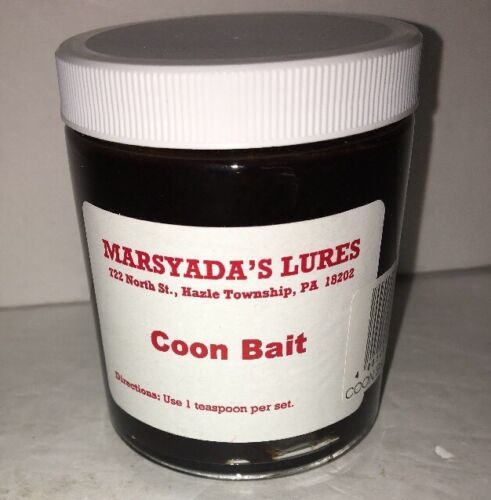 MARSYADA'S LURES
722 North St., Hazle Township, PA 18202
Coon Bait
Directions: Use 1 teaspoon per set.